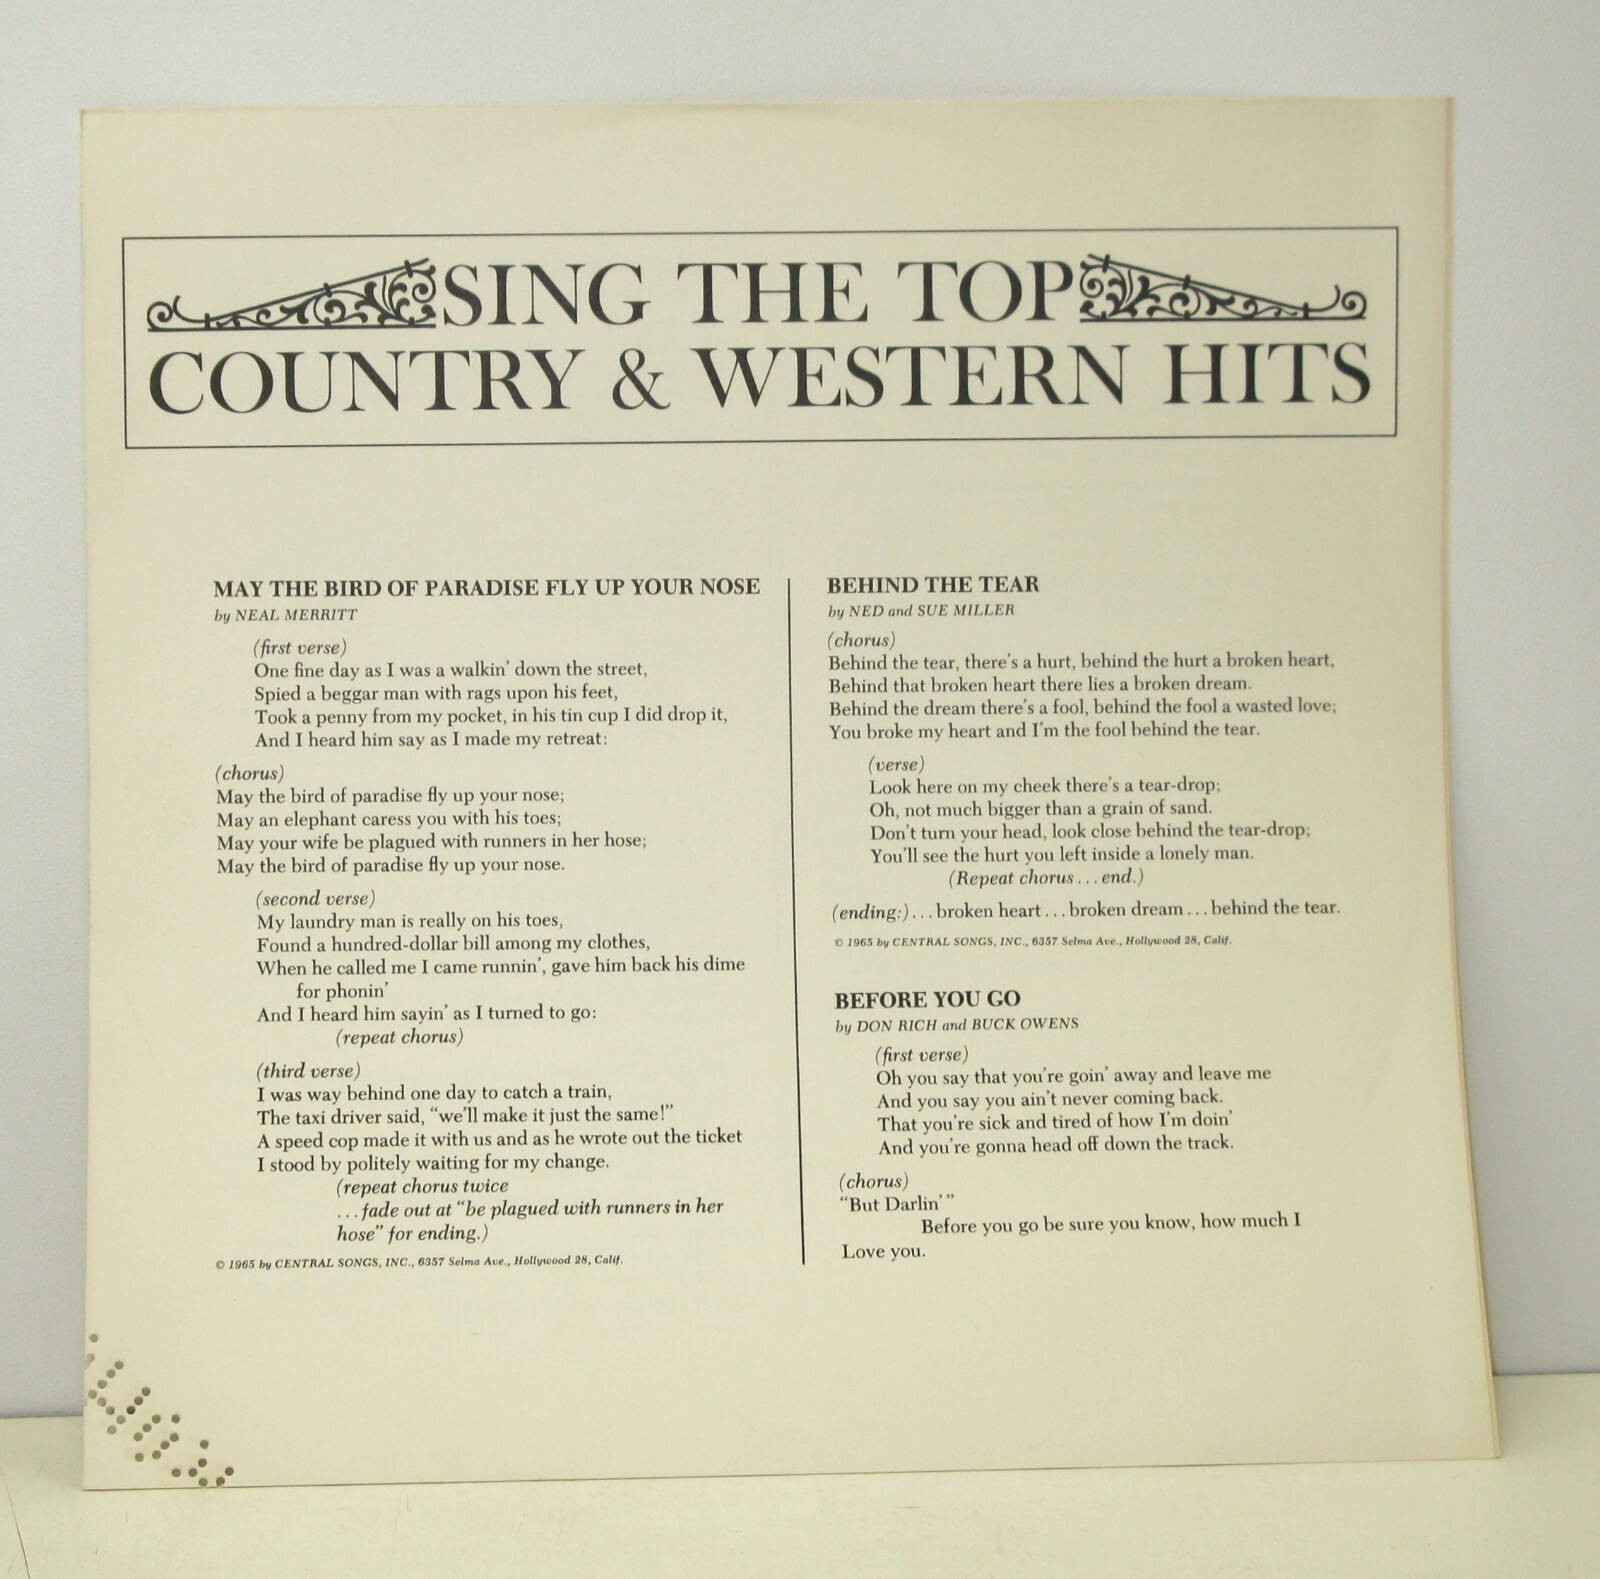 SING THE TOP
COUNTRY & WESTERN HITS
MAY THE BIRD OF PARADISE FLY UP YOUR NOSE
by NEAL MERRITT
(first verse)
One fine day as I was a walkin' down the street,
Spied a beggar man with rags upon his feet,
Took a penny from my pocket, in his tin cup I did drop it,
And I heard him say as I made my retreat:
(chorus)
May the bird of paradise fly up your nose;
May an elephant caress you with his toes;
May your wife be plagued with runners in her hose;
May the bird of paradise fly up your nose.
(second verse)
My laundry man is really on his toes,
Found a hundred-dollar bill among my clothes,
When he called me I came runnin', gave him back his dime
for phonin'
And I heard him sayin' as I turned to go:
(repeat chorus)
(third verse)
I was way behind one day to catch a train,
The taxi driver said, "we'll make it just the same!"
A speed cop made it with us and as he wrote out the ticket
I stood by politely waiting for my change.
(repeat chorus twice
...fade out at "be plagued with runners in her
hose" for ending.)
© 1965 by CENTRAL SONGS, INC., 6357 Selma Ave., Hollywood 28, Calif.
BEHIND THE TEAR
by NED and SUE MILLER
(chorus)
Behind the tear, there's a hurt, behind the hurt a broken heart,
Behind that broken heart there lies a broken dream.
Behind the dream there's a fool, behind the fool a wasted love;
You broke my heart and I'm the fool behind the tear.
(verse)
Look here on my cheek there's a tear-drop;
Oh, not much bigger than a grain of sand.
Don't turn your head, look close behind the tear-drop;
You'll see the hurt you left inside a lonely man.
(Repeat chorus...end.)
(ending:)...broken heart...broken dream...behind the tear.
© 1965 by CENTRAL SONGS, INC., 6357 Selma Ave., Hollywood 28, Calif.
BEFORE YOU GO
by DON RICH and BUCK OWENS
(first verse)
Oh you say that you're goin' away and leave me
And you say you ain't never coming back.
That you're sick and tired of how I'm doin'
And you're gonna head off down the track.
(chorus)
"But Darlin'"
Before you go be sure you know, how much I
Love you.